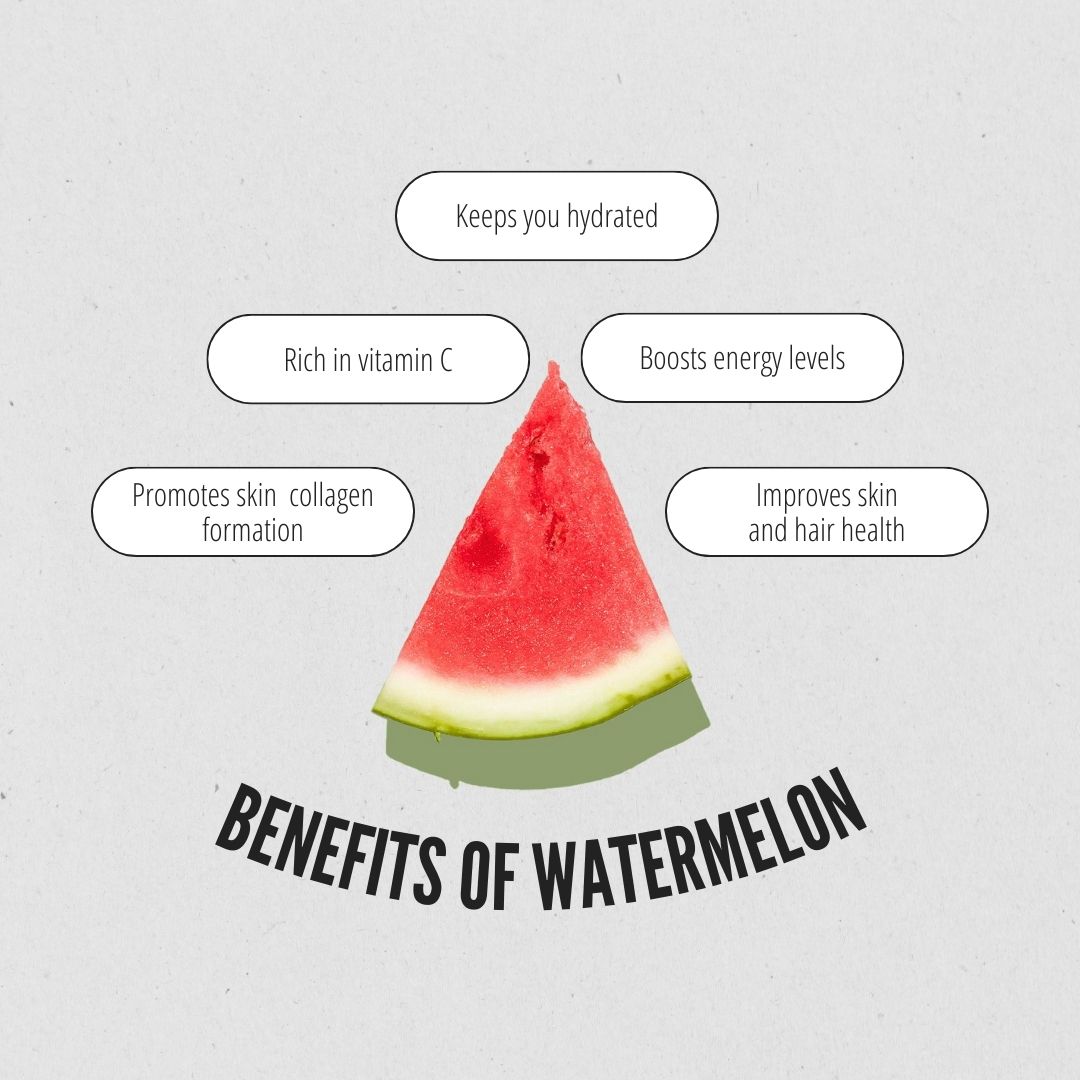 Keeps you hydrated
Rich in vitamin C
Boosts energy levels
Promotes skin  collagen
formation
Improves skin
and hair health
BENEFITS OF WATERMELON